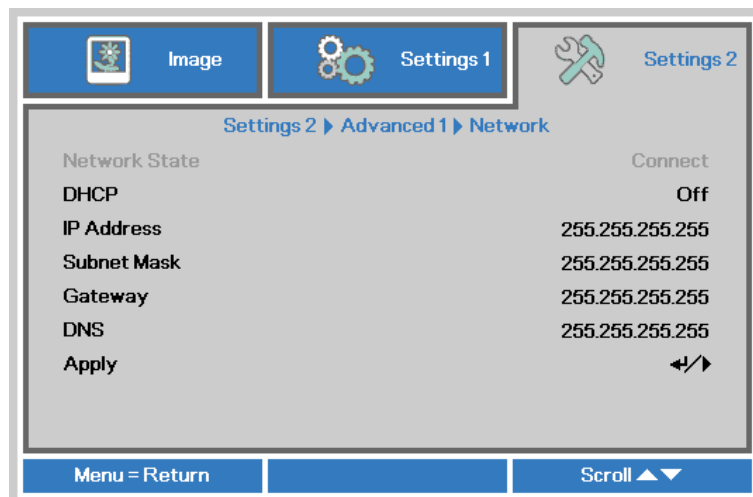 Image
Settings 1
Settings 2
Settings 2 ▶ Advanced 1 ▶ Network
Network State Connect
DHCP Off
IP Address 255.255.255.255
Subnet Mask 255.255.255.255
Gateway 255.255.255.255
DNS 255.255.255.255
Apply ↵/▶
Menu = Return
Scroll ▲▼